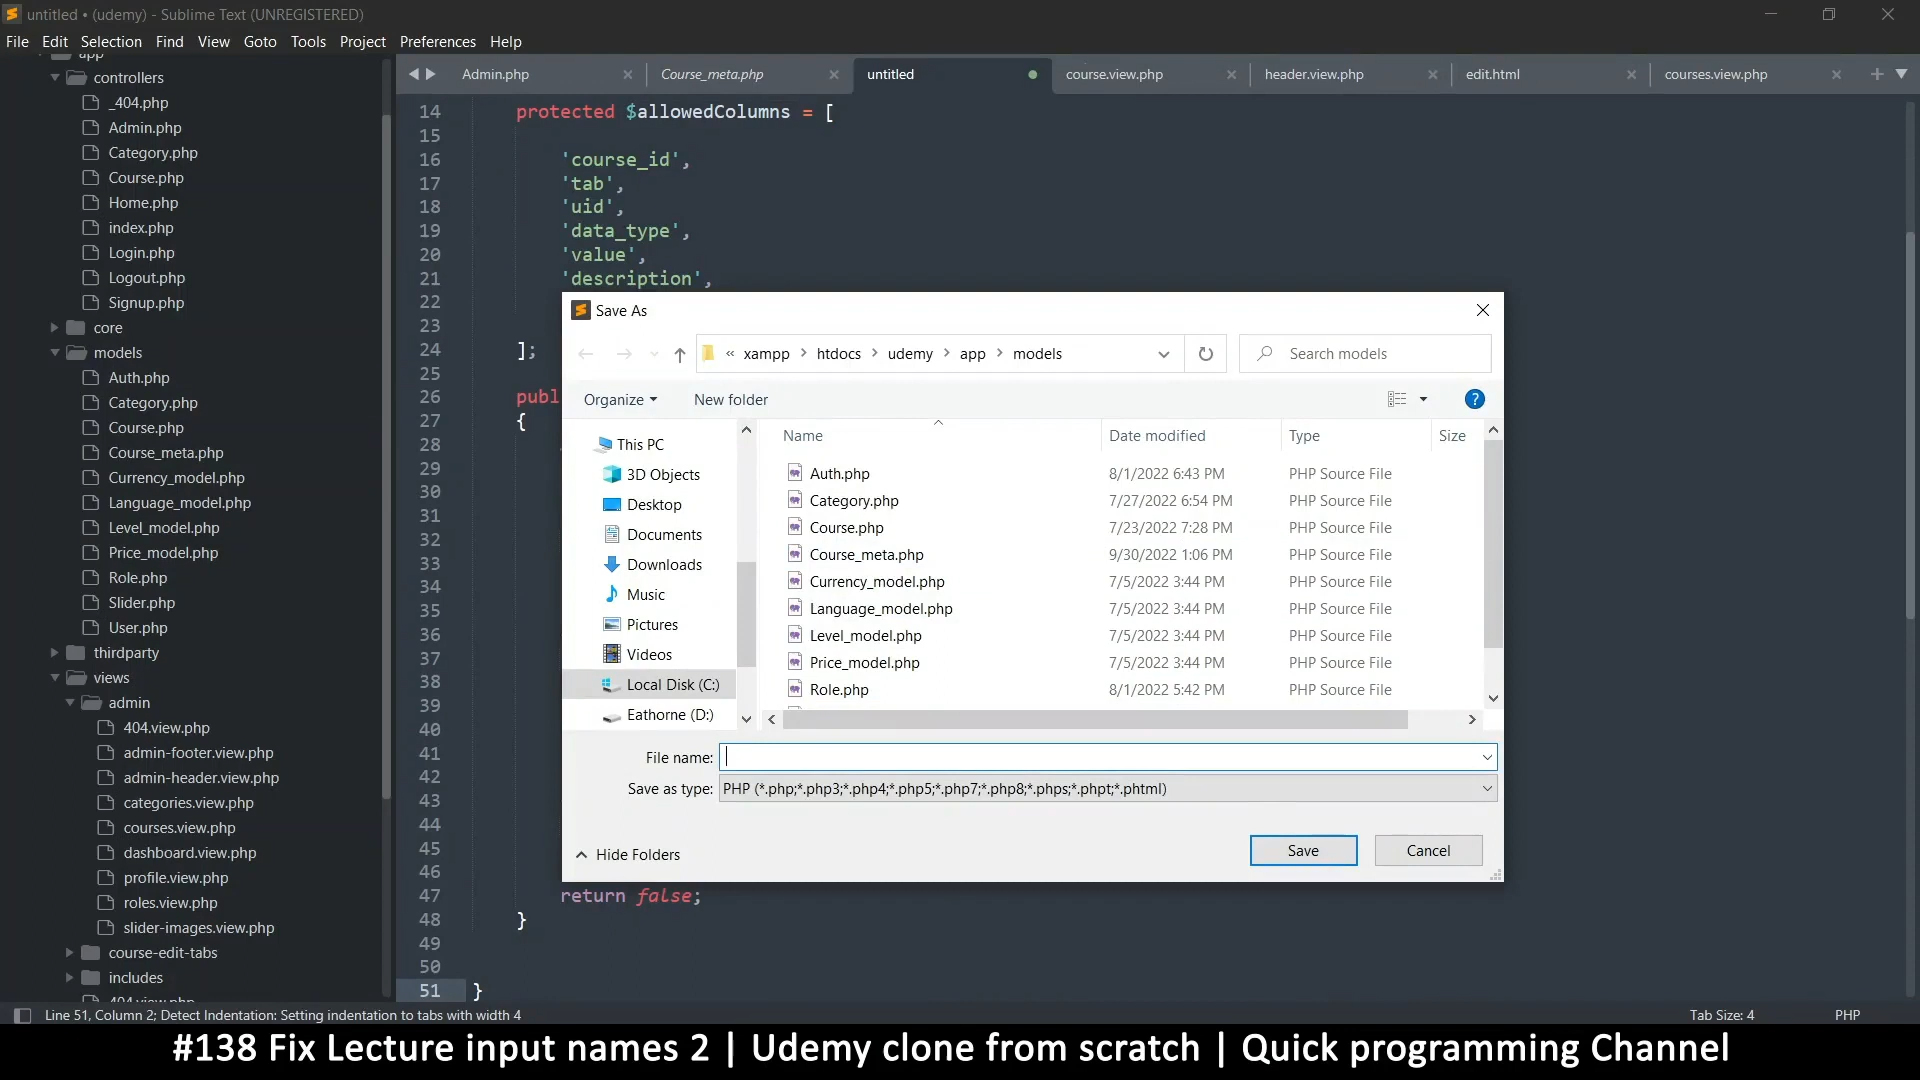 untitled • (udemy) - Sublime Text (UNREGISTERED)
File Edit Selection Find View Goto Tools Project Preferences Help
app
controllers
_404.php
Admin.php
Category.php
Course.php
Home.php
index.php
Login.php
Logout.php
Signup.php
core
models
Auth.php
Category.php
Course.php
Course_meta.php
Currency_model.php
Language_model.php
Level_model.php
Price_model.php
Role.php
Slider.php
User.php
thirdparty
views
admin
404.view.php
admin-footer.view.php
admin-header.view.php
categories.view.php
courses.view.php
dashboard.view.php
profile.view.php
roles.view.php
slider-images.view.php
course-edit-tabs
includes
404.view.php
Admin.php Course_meta.php untitled course.view.php header.view.php edit.html courses.view.php
14 protected $allowedColumns = [
15
16 'course_id',
17 'tab',
18 'uid',
19 'data_type',
20 'value',
21 'description',
22
23
24 ];
25
26 publ
27 {
28
29
30
31
32
33
34
35
36
37
38
39
40
41
42
43
44
45
46
47 return false;
48 }
49
50
51 }
Save As
« xampp › htdocs › udemy › app › models
Search models
Organize New folder
This PC
3D Objects
Desktop
Documents
Downloads
Music
Pictures
Videos
Local Disk (C:)
Eathorne (D:)
Name Date modified Type Size
Auth.php 8/1/2022 6:43 PM PHP Source File
Category.php 7/27/2022 6:54 PM PHP Source File
Course.php 7/23/2022 7:28 PM PHP Source File
Course_meta.php 9/30/2022 1:06 PM PHP Source File
Currency_model.php 7/5/2022 3:44 PM PHP Source File
Language_model.php 7/5/2022 3:44 PM PHP Source File
Level_model.php 7/5/2022 3:44 PM PHP Source File
Price_model.php 7/5/2022 3:44 PM PHP Source File
Role.php 8/1/2022 5:42 PM PHP Source File
File name:
Save as type: PHP (*.php;*.php3;*.php4;*.php5;*.php7;*.php8;*.phps;*.phpt;*.phtml)
Hide Folders
Save Cancel
Line 51, Column 2; Detect Indentation: Setting indentation to tabs with width 4
Tab Size: 4 PHP
#138 Fix Lecture input names 2 | Udemy clone from scratch | Quick programming Channel